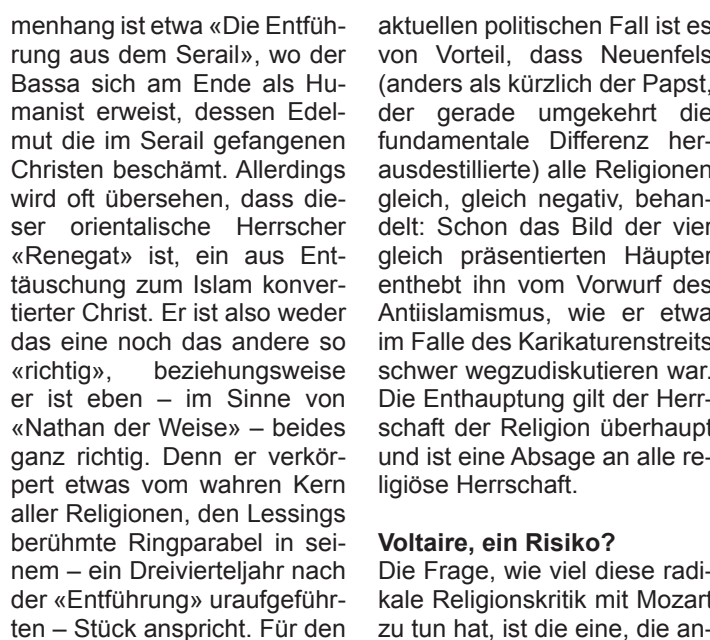 menhang ist etwa «Die Entfüh-
rung aus dem Serail», wo der
Bassa sich am Ende als Hu-
manist erweist, dessen Edel-
mut die im Serail gefangenen
Christen beschämt. Allerdings
wird oft übersehen, dass die-
ser orientalische Herrscher
«Renegat» ist, ein aus Ent-
täuschung zum Islam konver-
tierter Christ. Er ist also weder
das eine noch das andere so
«richtig», beziehungsweise
er ist eben – im Sinne von
«Nathan der Weise» – beides
ganz richtig. Denn er verkör-
pert etwas vom wahren Kern
aller Religionen, den Lessings
berühmte Ringparabel in sei-
nem – ein Dreivierteljahr nach
der «Entführung» uraufgeführ-
ten – Stück anspricht. Für den
aktuellen politischen Fall ist es
von Vorteil, dass Neuenfels
(anders als kürzlich der Papst,
der gerade umgekehrt die
fundamentale Differenz her-
ausdestillierte) alle Religionen
gleich, gleich negativ, behan-
delt: Schon das Bild der vier
gleich präsentierten Häupter
enthebt ihn vom Vorwurf des
Antiislamismus, wie er etwa
im Falle des Karikaturenstreits
schwer wegzudiskutieren war.
Die Enthauptung gilt der Herr-
schaft der Religion überhaupt
und ist eine Absage an alle re-
ligiöse Herrschaft.
Voltaire, ein Risiko?
Die Frage, wie viel diese radi-
kale Religionskritik mit Mozart
zu tun hat, ist die eine, die an-